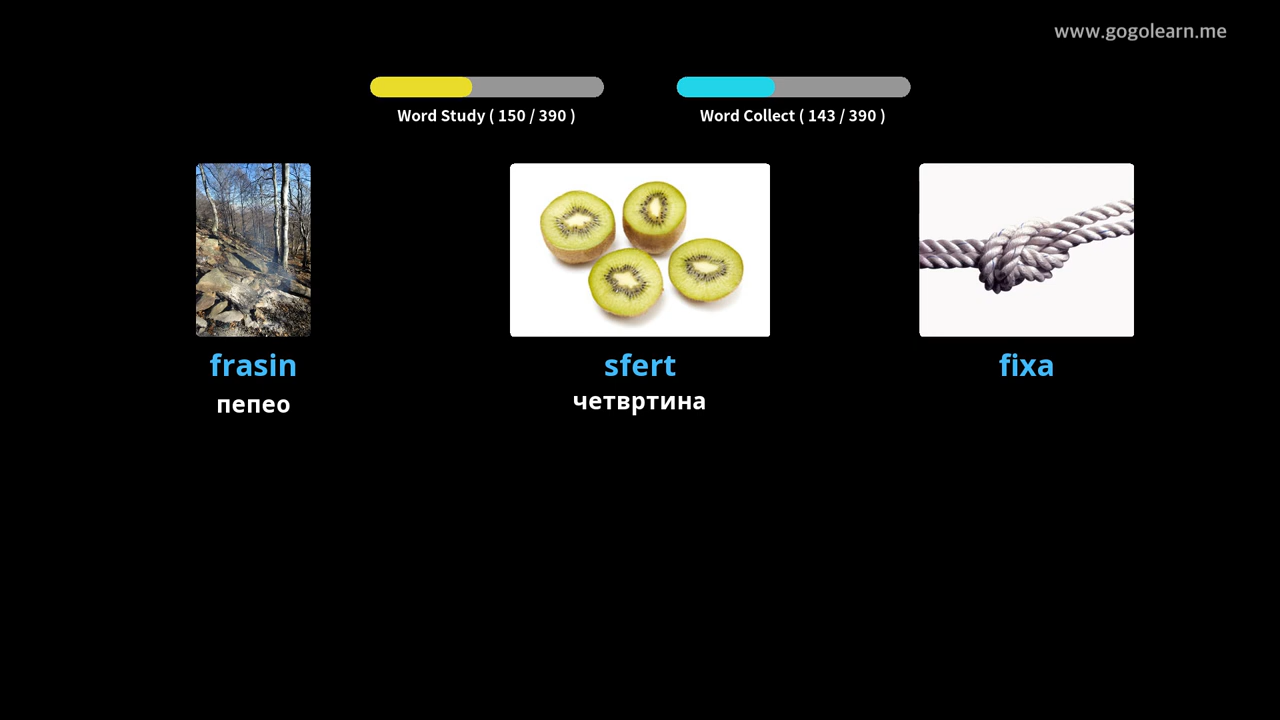 www.gogolearn.me
Word Study ( 150 / 390 )
Word Collect ( 143 / 390 )
frasin
sfert
fixa
пепео
четвртина